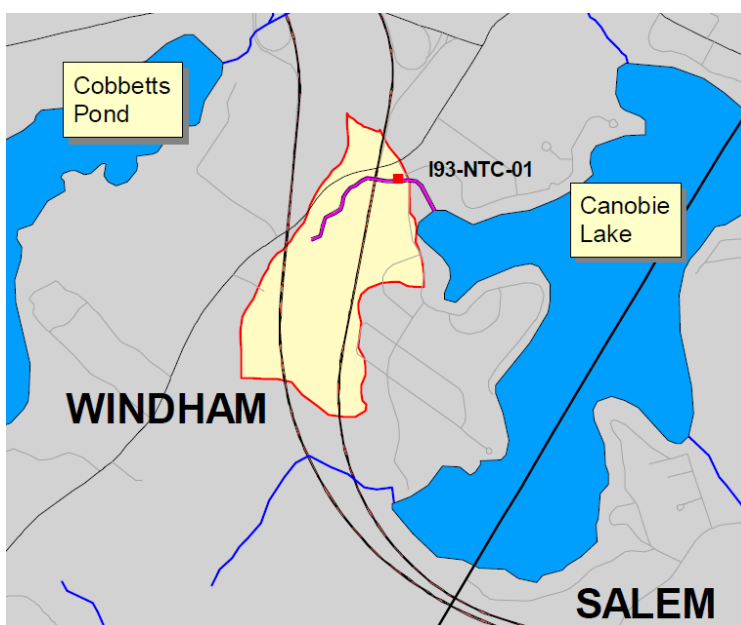 Cobbetts
Pond
I93-NTC-01
Canobie
Lake
WINDHAM
SALEM